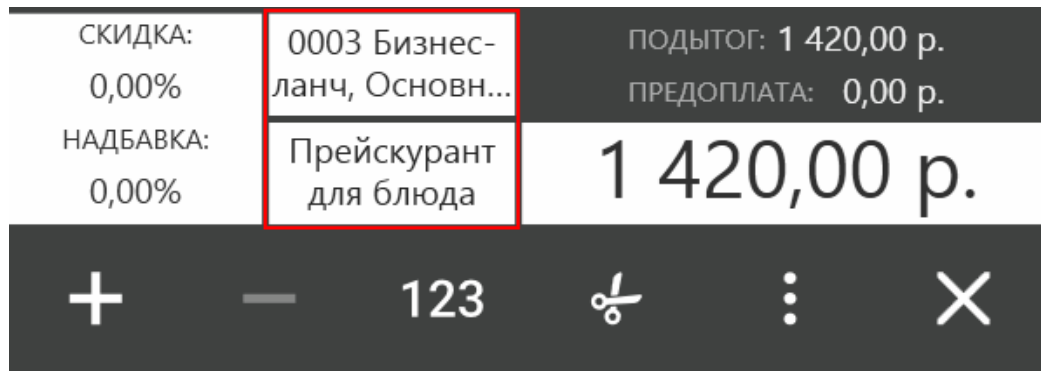 СКИДКА:
0,00%
НАДБАВКА:
0,00%
0003 Бизнес-
ланч, Основн...
Прейскурант
для блюда
ПОДЫТОГ: 1 420,00 р.
ПРЕДОПЛАТА: 0,00 р.
1 420,00 р.
123